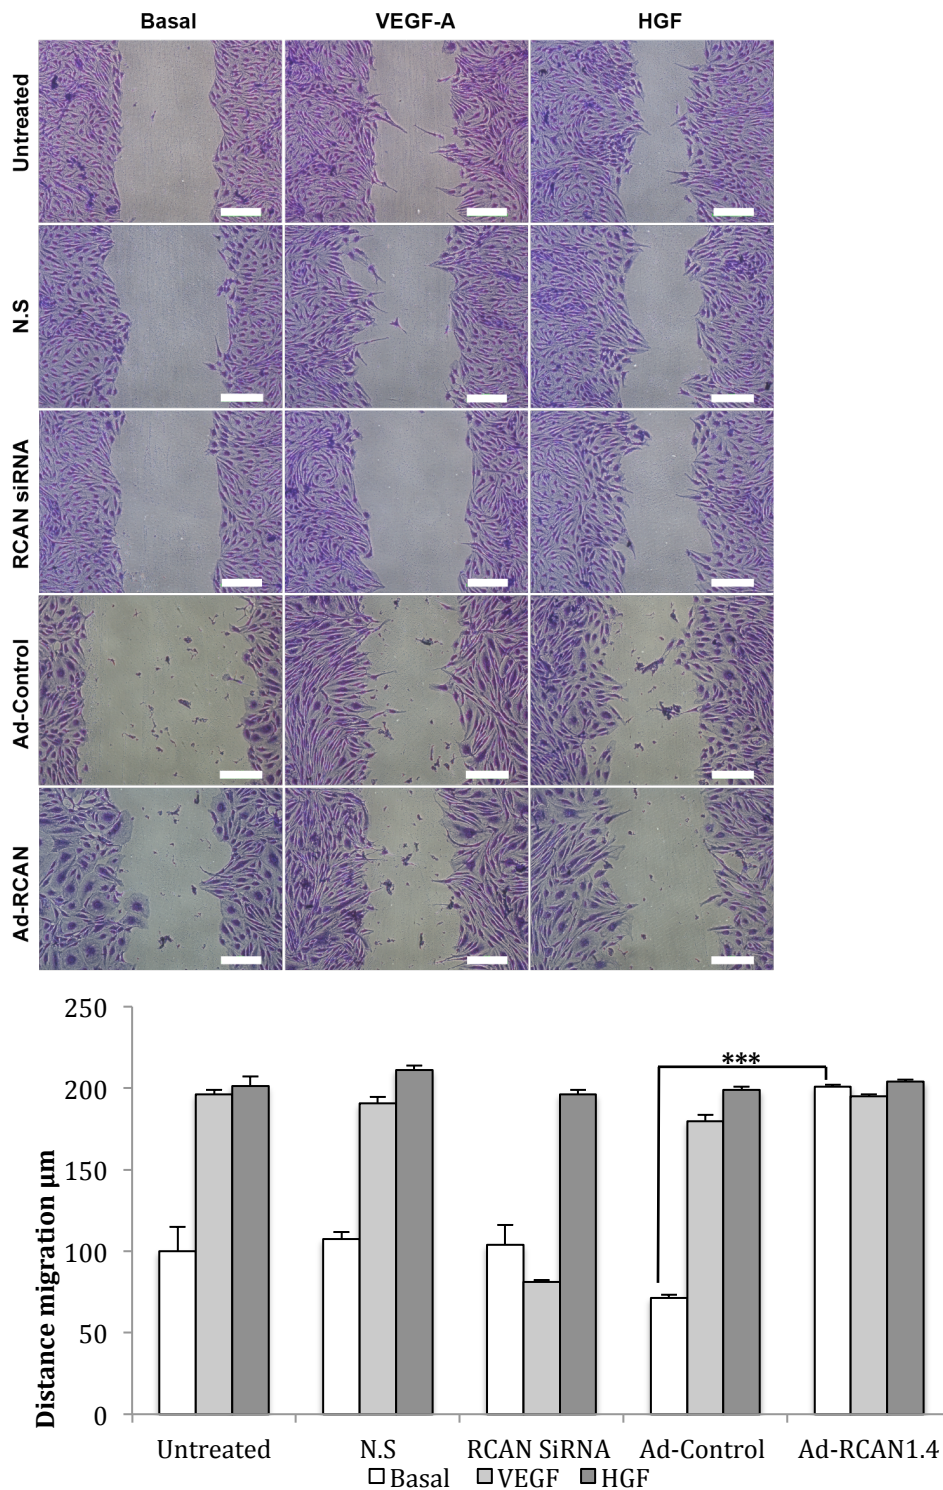 Basal VEGF-A HGF
Untreated
N.S
RCAN siRNA
Ad-Control
Ad-RCAN
Distance migration µm
250
200
150
100
50
0
***
Untreated N.S RCAN SiRNA Ad-Control Ad-RCAN1.4
Basal VEGF HGF